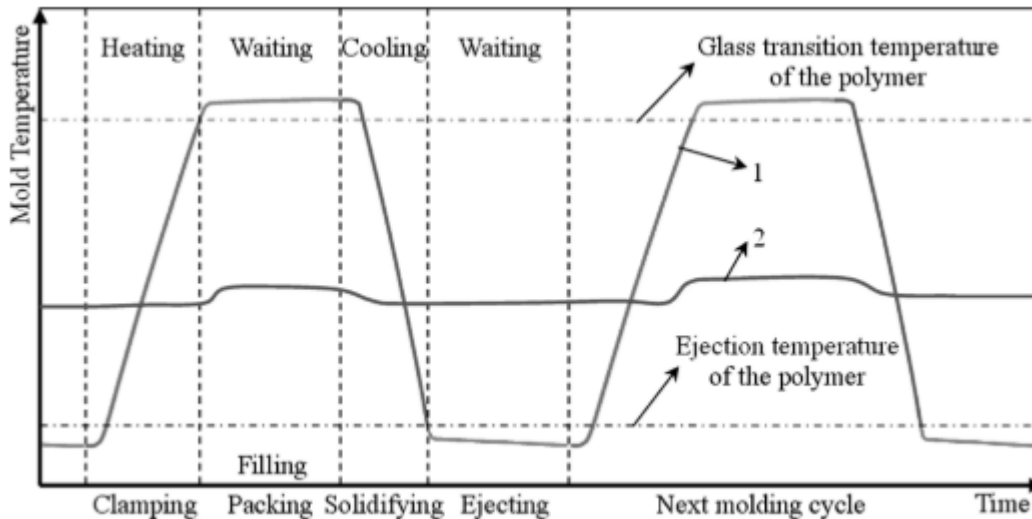 Mold Temperature
Heating
Waiting
Cooling
Waiting
Glass transition temperature
of the polymer
1
2
Ejection temperature
of the polymer
Filling
Clamping
Packing
Solidifying
Ejecting
Next molding cycle
Time